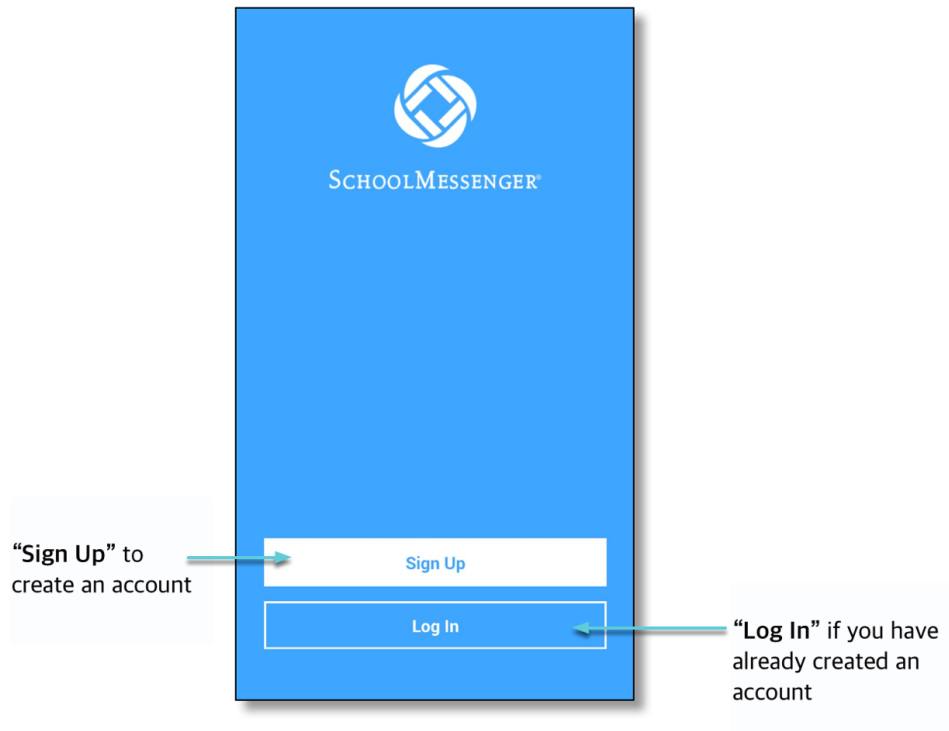 SCHOOLMESSENGER®
“Sign Up” to
create an account
Sign Up
Log In
“Log In” if you have
already created an
account